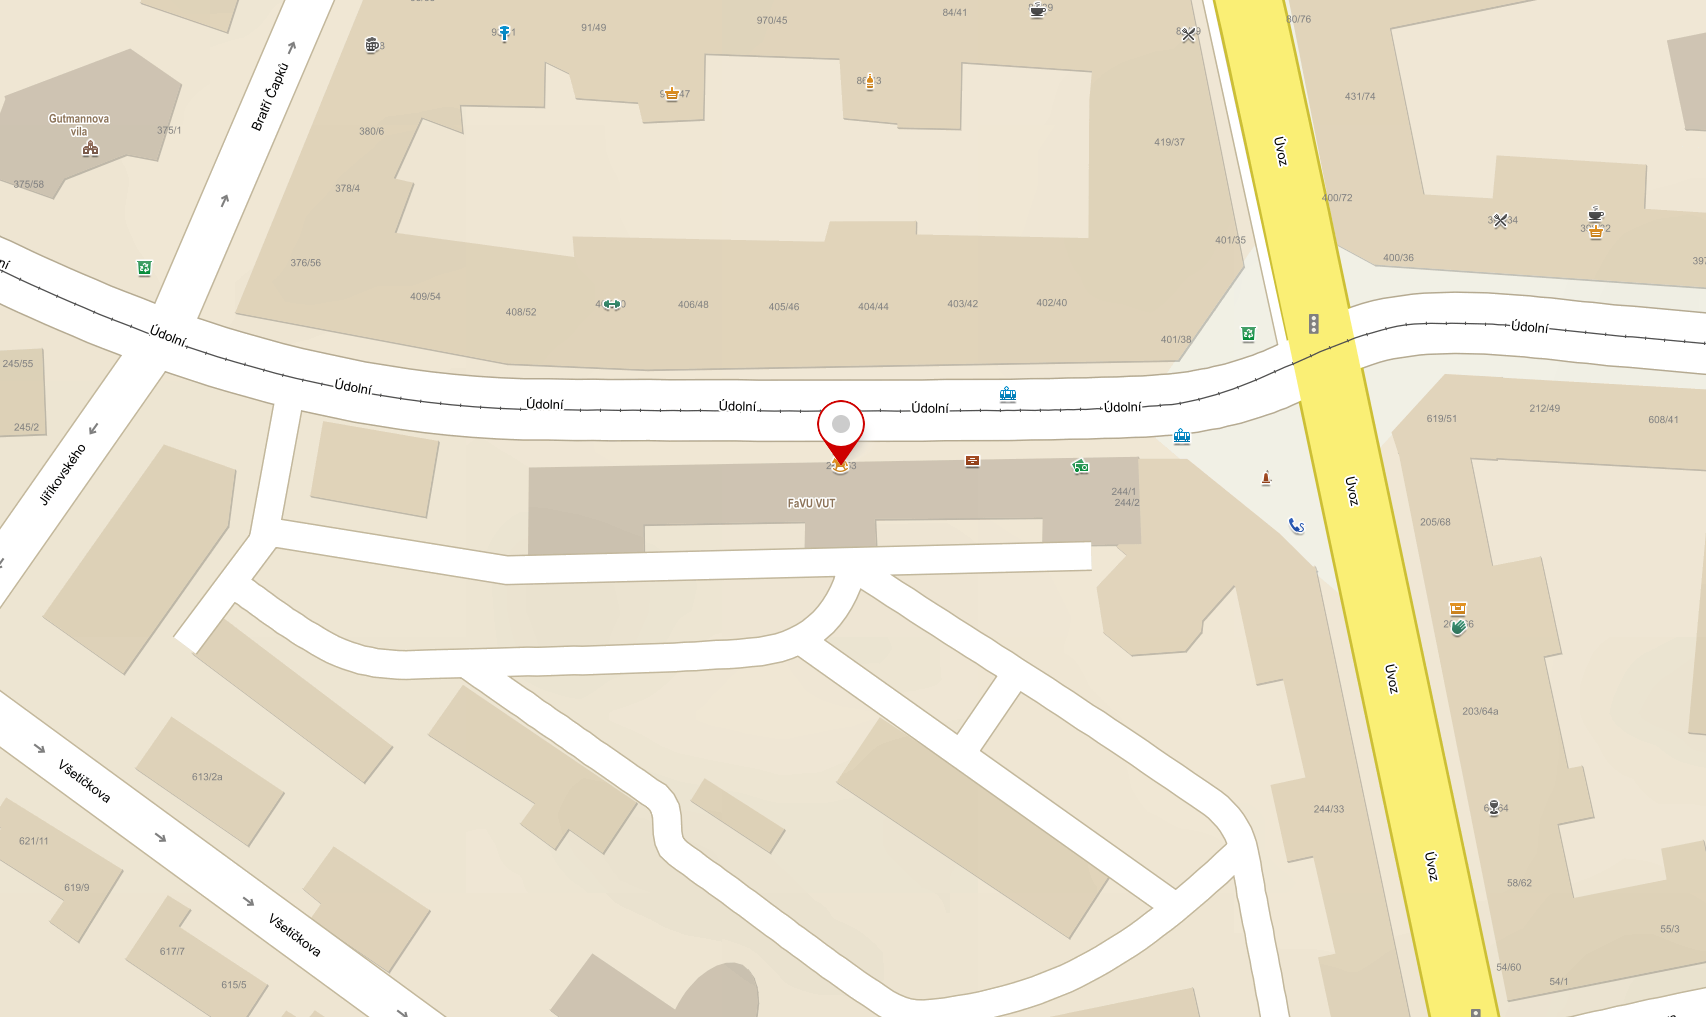 91/49
970/45
84/41
80/76
431/74
Bratří Čapků
Gutmannova
vila
375/1
380/6
419/37
Úvoz
375/58
378/4
400/72
401/35
400/36
376/56
409/54
408/52
406/48
405/46
404/44
403/42
402/40
401/38
Údolní
Údolní
Údolní
Údolní
Údolní
Údolní
Údolní
245/55
245/2
212/49
619/51
608/41
Jiříkovského
FaVU VUT
244/1
244/2
Úvoz
205/68
Úvoz
203/64a
Všetičkova
613/2a
244/33
621/11
619/9
Úvoz
58/62
Všetičkova
617/7
615/5
55/3
54/60
54/1